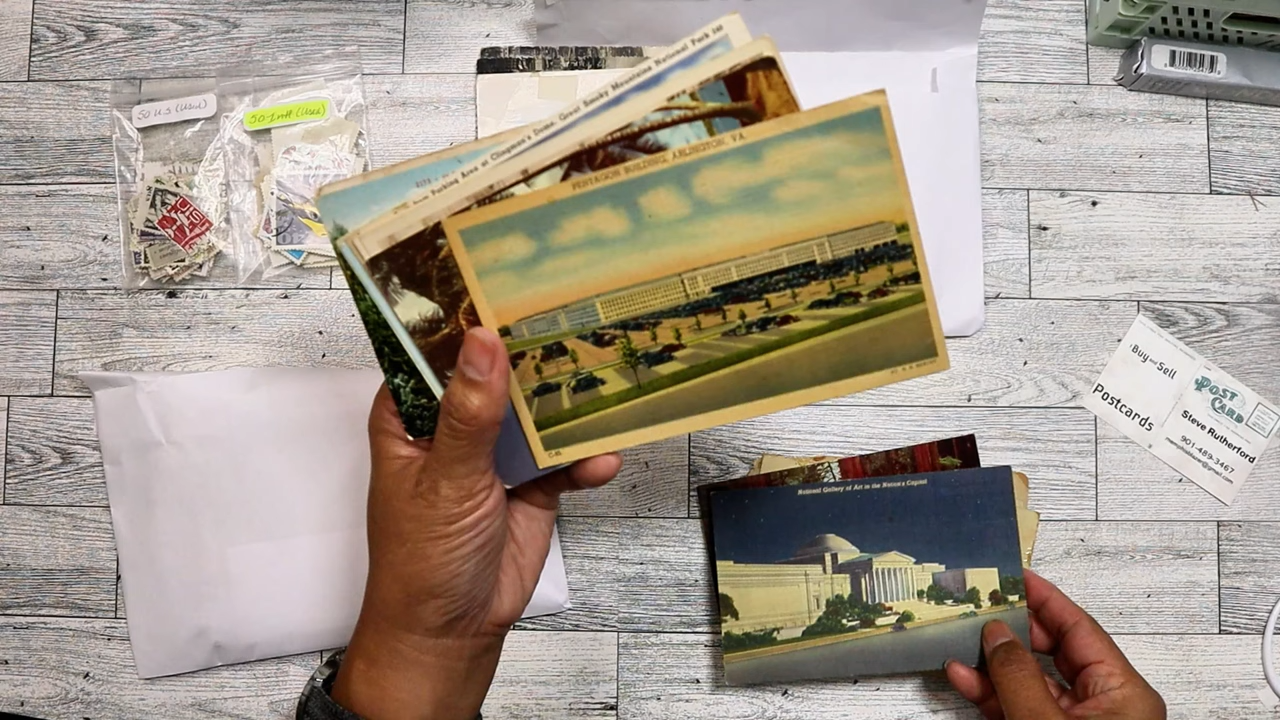 50 U.S (Used)
50 Int'l (Used)
from Parking Area at Clingman's Dome, Great Smoky Mountains National Park
PENTAGON BUILDING, ARLINGTON, VA.
C-85
National Gallery of Art in the Nation's Capital
Buy and Sell
Postcards
POST
CARD
Steve Rutherford
901-489-3467